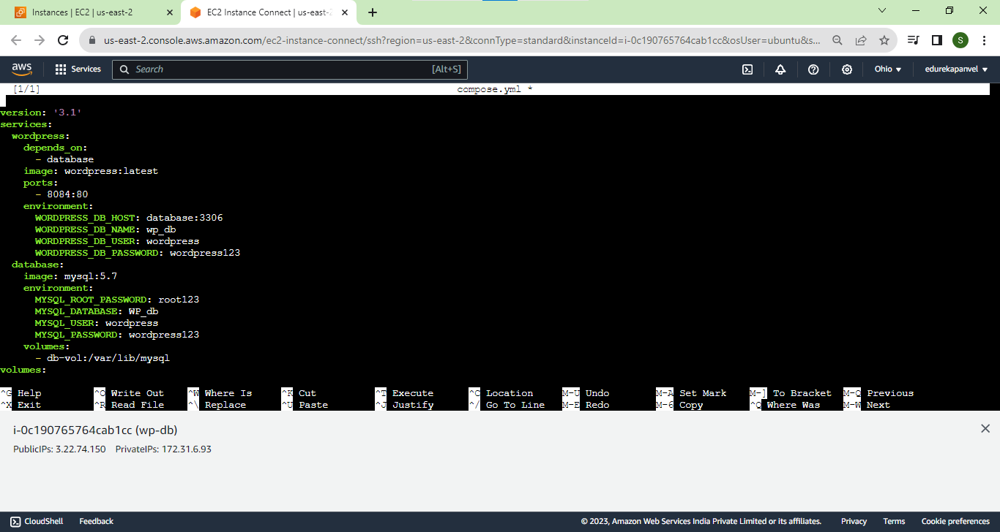 Instances | EC2 | us-east-2
EC2 Instance Connect | us-east-2
us-east-2.console.aws.amazon.com/ec2-instance-connect/ssh?region=us-east-2&connType=standard&instanceId=i-0c190765764cab1cc&osUser=ubuntu&s...
S
aws
Services
Search
[Alt+S]
Ohio
edurekapanvel
[1/1]
compose.yml *
version: '3.1'
services:
  wordpress:
    depends_on:
      - database
    image: wordpress:latest
    ports:
      - 8084:80
    environment:
      WORDPRESS_DB_HOST: database:3306
      WORDPRESS_DB_NAME: wp_db
      WORDPRESS_DB_USER: wordpress
      WORDPRESS_DB_PASSWORD: wordpress123
  database:
    image: mysql:5.7
    environment:
      MYSQL_ROOT_PASSWORD: root123
      MYSQL_DATABASE: WP_db
      MYSQL_USER: wordpress
      MYSQL_PASSWORD: wordpress123
    volumes:
      - db-vol:/var/lib/mysql
volumes:
^G Help ^O Write Out ^W Where Is ^K Cut ^T Execute ^C Location M-U Undo M-A Set Mark M-] To Bracket M-Q Previous
^X Exit ^R Read File ^\ Replace ^U Paste ^J Justify ^/ Go To Line M-E Redo M-6 Copy ^Q Where Was M-W Next
i-0c190765764cab1cc (wp-db)
PublicIPs: 3.22.74.150 PrivateIPs: 172.31.6.93
CloudShell Feedback © 2023, Amazon Web Services India Private Limited or its affiliates. Privacy Terms Cookie preferences